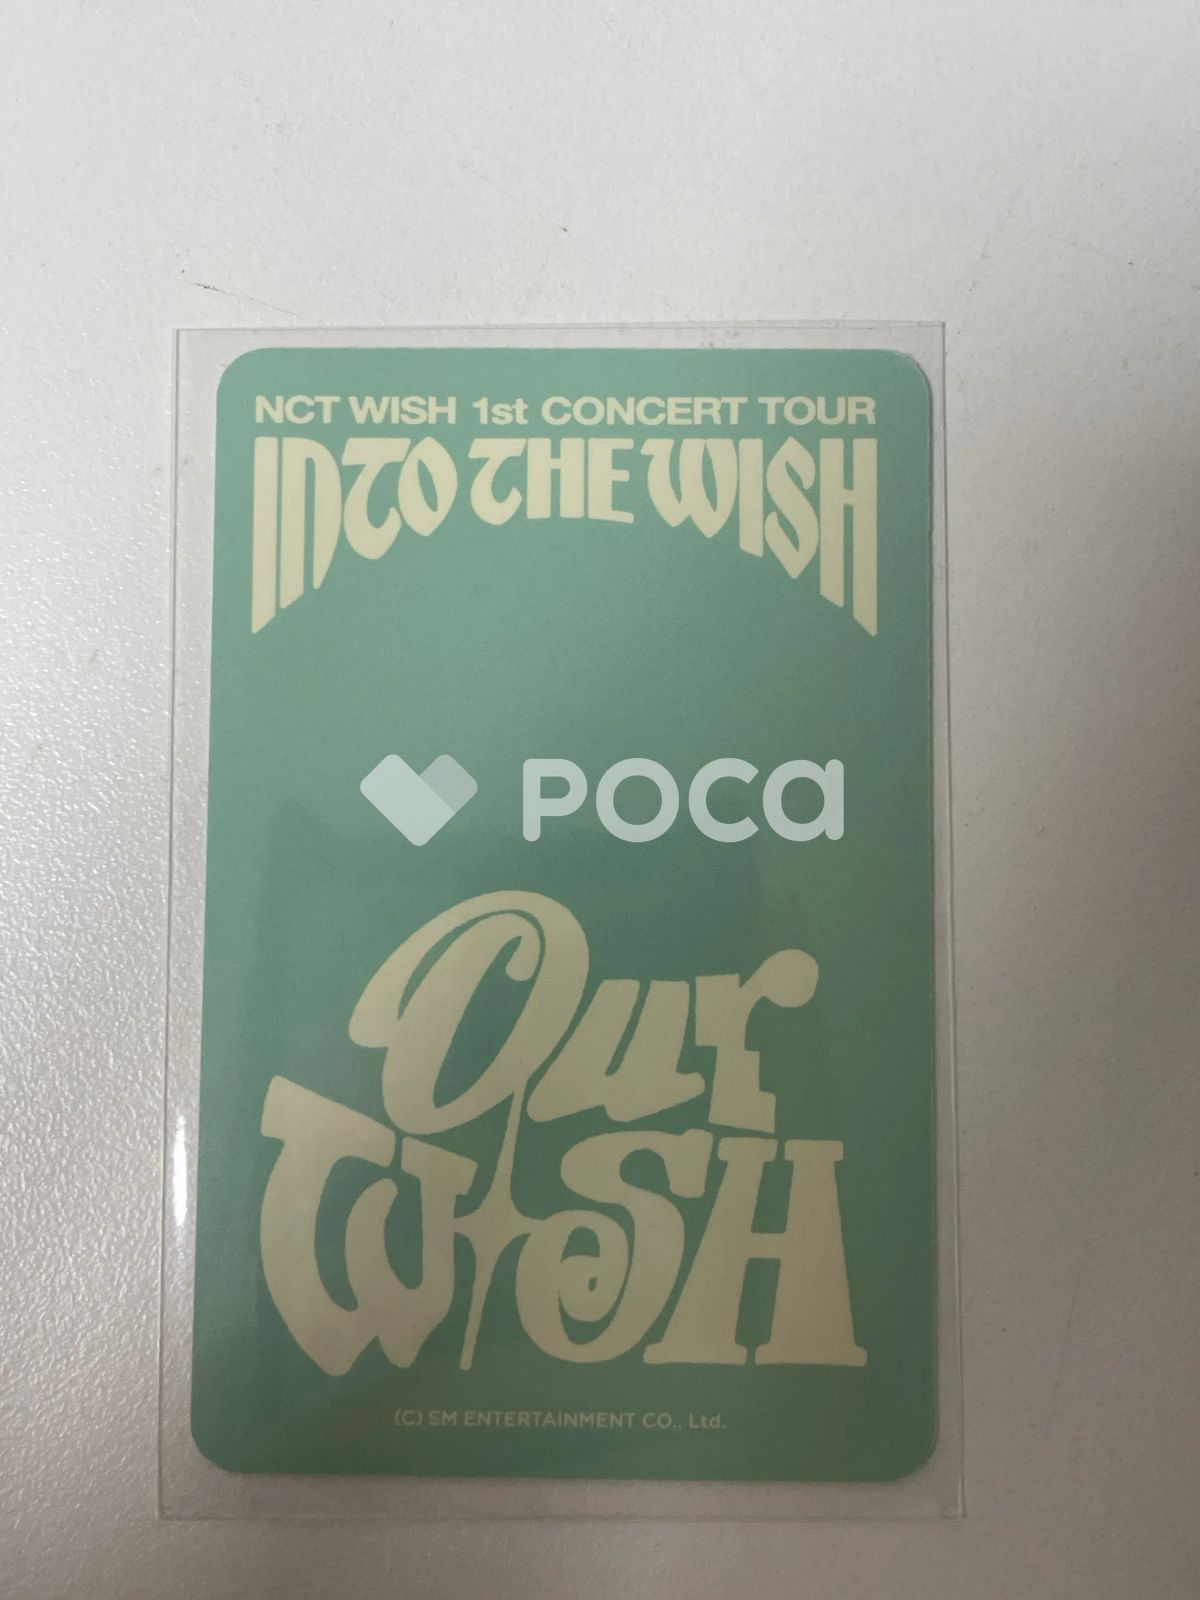 NCT WISH 1st CONCERT TOUR
INTO THE WISH
POCA
Our
WISH
(C) SM ENTERTAINMENT CO., Ltd.